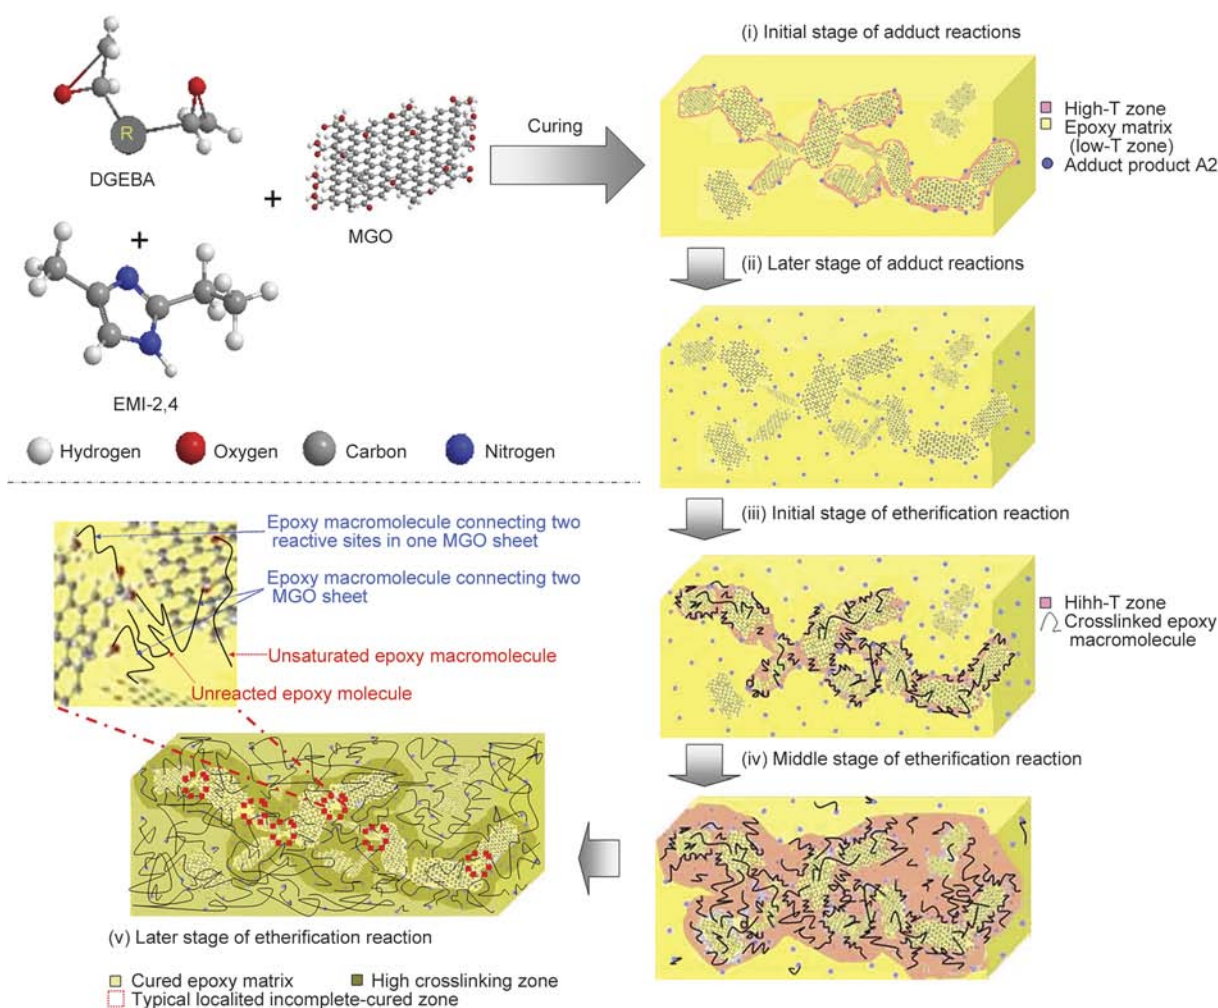 (i) Initial stage of adduct reactions
R
DGEBA
+
MGO
Curing
High-T zone
Epoxy matrix
(low-T zone)
Adduct product A2
+
EMI-2,4
(ii) Later stage of adduct reactions
Hydrogen
Oxygen
Carbon
Nitrogen
(iii) Initial stage of etherification reaction
Epoxy macromolecule connecting two
reactive sites in one MGO sheet
Epoxy macromolecule connecting two
MGO sheet
Unsaturated epoxy macromolecule
Unreacted epoxy molecule
Hihh-T zone
Crosslinked epoxy
macromolecule
(iv) Middle stage of etherification reaction
(v) Later stage of etherification reaction
Cured epoxy matrix
High crosslinking zone
Typical localited incomplete-cured zone